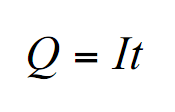 Q = It